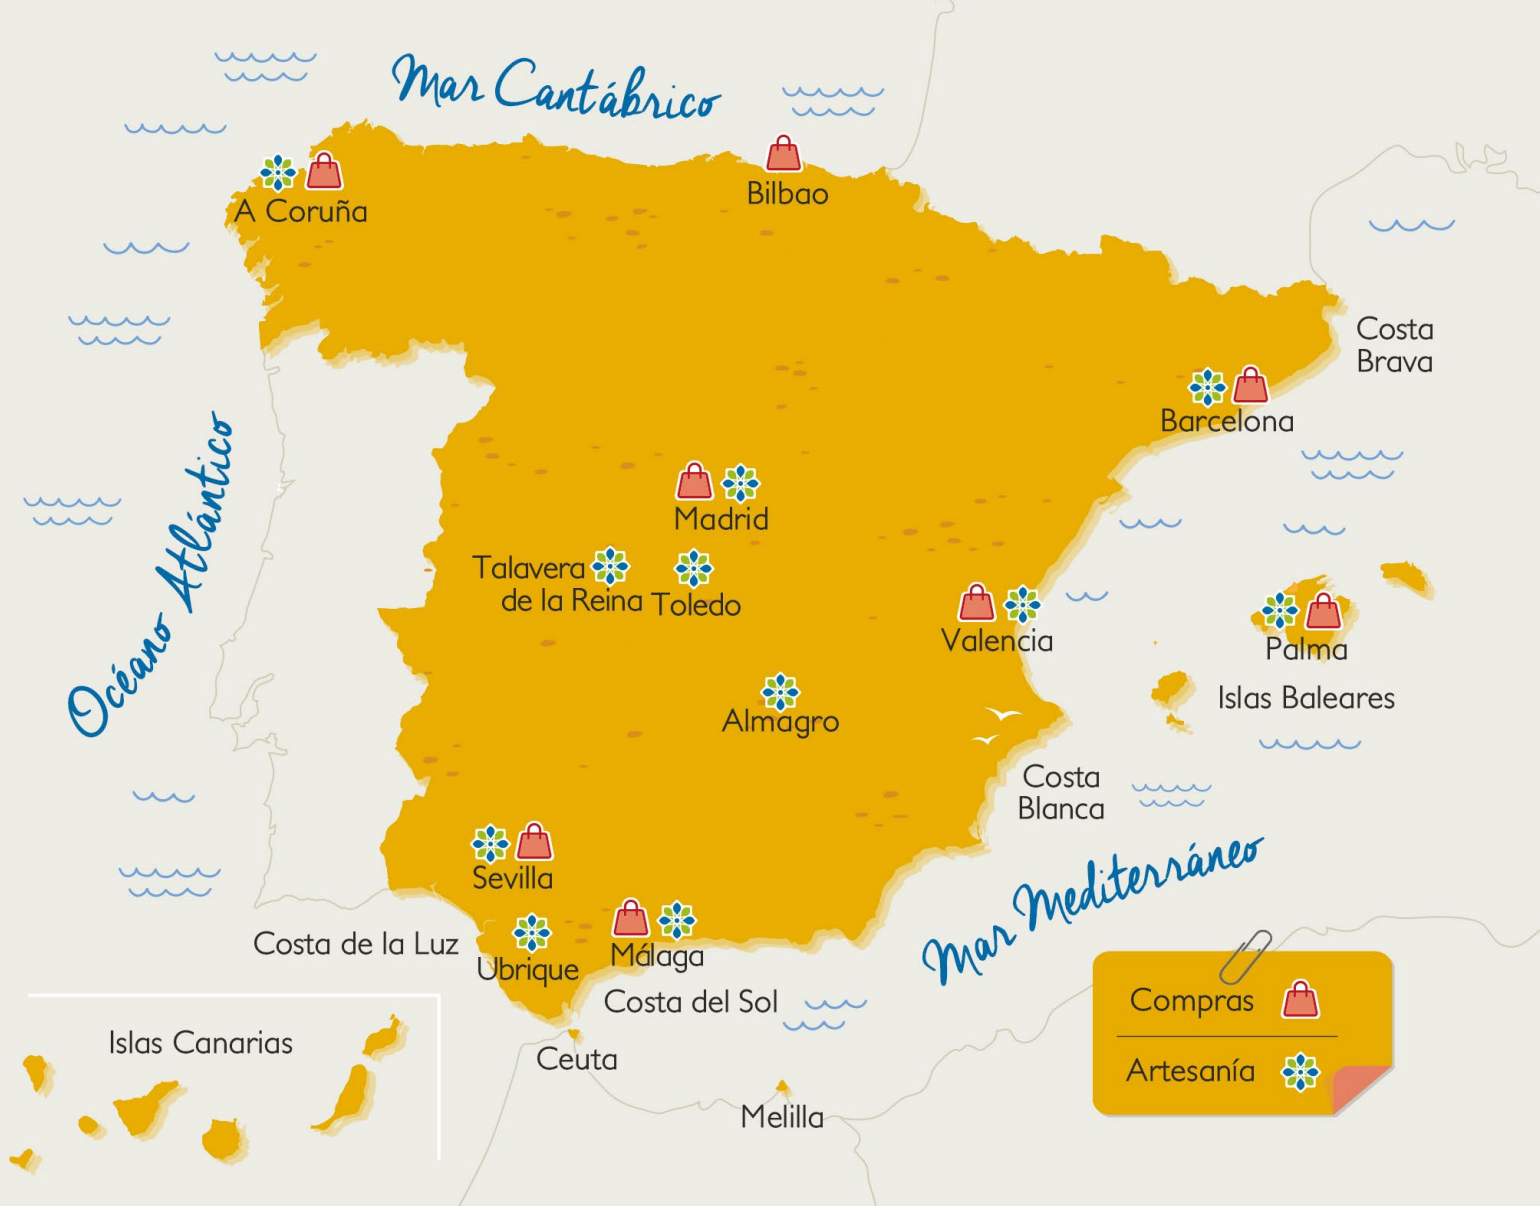 Mar Cantábrico
A Coruña
Bilbao
Costa
Brava
Barcelona
Océano Atlántico
Madrid
Talavera
de la Reina
Toledo
Valencia
Palma
Islas Baleares
Almagro
Costa
Blanca
Mar Mediterráneo
Sevilla
Costa de la Luz
Ubrique
Málaga
Costa del Sol
Ceuta
Melilla
Islas Canarias
Compras
Artesanía